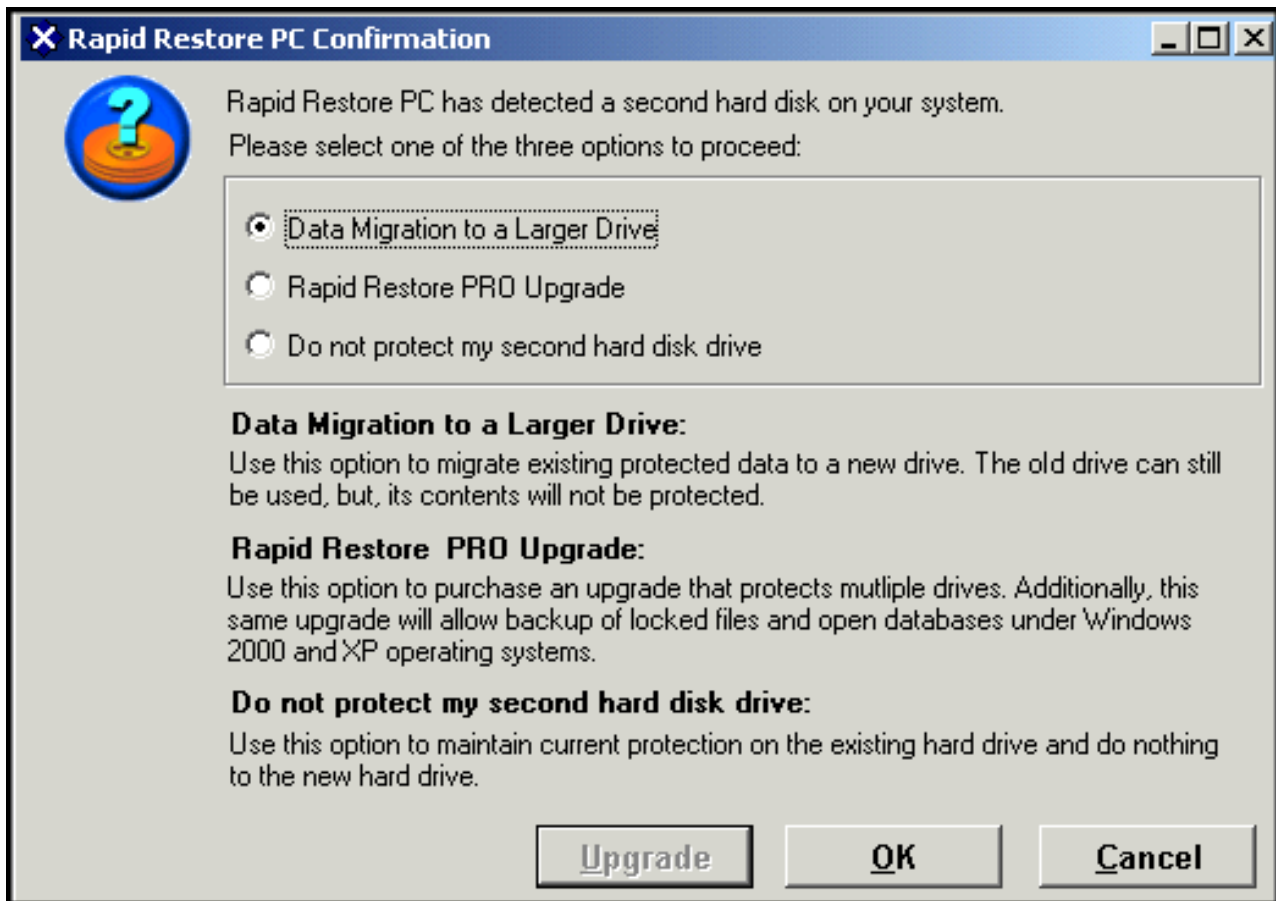 Rapid Restore PC Confirmation
Rapid Restore PC has detected a second hard disk on your system.
Please select one of the three options to proceed:
Data Migration to a Larger Drive
Rapid Restore PRO Upgrade
Do not protect my second hard disk drive
Data Migration to a Larger Drive:
Use this option to migrate existing protected data to a new drive. The old drive can still
be used, but, its contents will not be protected.
Rapid Restore  PRO Upgrade:
Use this option to purchase an upgrade that protects mutliple drives. Additionally, this
same upgrade will allow backup of locked files and open databases under Windows
2000 and XP operating systems.
Do not protect my second hard disk drive:
Use this option to maintain current protection on the existing hard drive and do nothing
to the new hard drive.
Upgrade OK Cancel